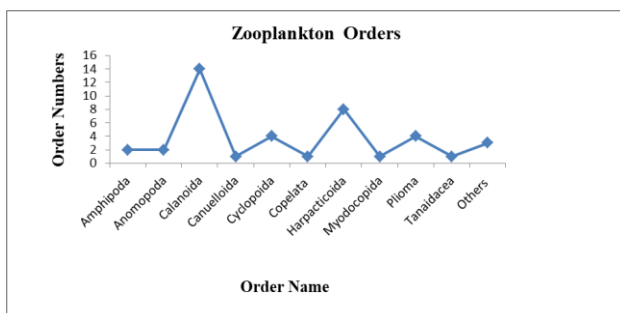 Zooplankton Orders
Order Numbers
16
14
12
10
8
6
4
2
0
Amphipoda
Anomopoda
Calanoida
Canuelloida
Cyclopoida
Copelata
Harpacticoida
Myodocopida
Plioma
Tanaidacea
Others
Order Name